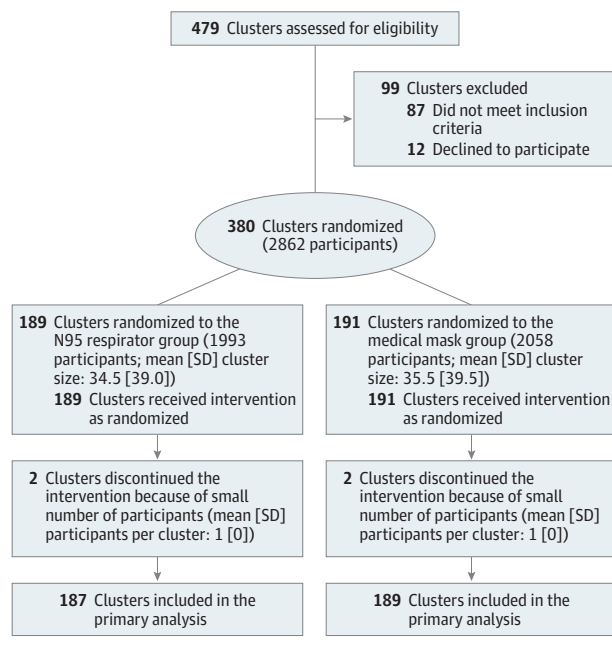 479 Clusters assessed for eligibility
99 Clusters excluded
87 Did not meet inclusion
criteria
12 Declined to participate
380 Clusters randomized
(2862 participants)
189 Clusters randomized to the
N95 respirator group (1993
participants; mean [SD] cluster
size: 34.5 [39.0])
189 Clusters received intervention
as randomized
191 Clusters randomized to the
medical mask group (2058
participants; mean [SD] cluster
size: 35.5 [39.5])
191 Clusters received intervention
as randomized
2 Clusters discontinued the
intervention because of small
number of participants (mean [SD]
participants per cluster: 1 [0])
2 Clusters discontinued the
intervention because of small
number of participants (mean [SD]
participants per cluster: 1 [0])
187 Clusters included in the
primary analysis
189 Clusters included in the
primary analysis